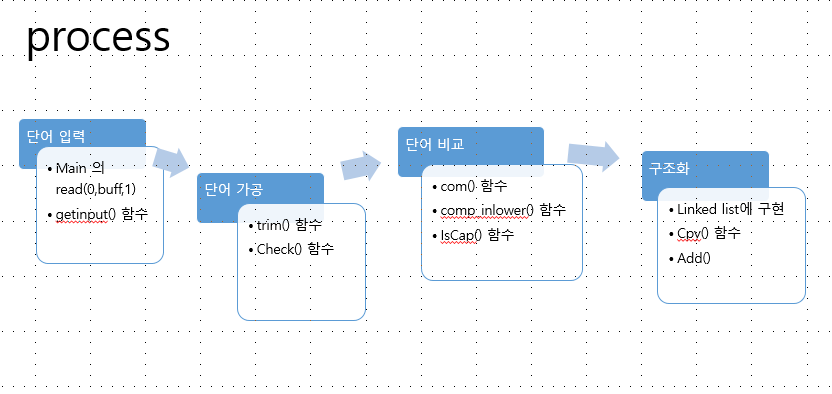 process
단어 입력
• Main 의
read(0,buff,1)
• getinput() 함수
단어 가공
• trim() 함수
• Check() 함수
단어 비교
• com() 함수
• comp_inlower() 함수
• IsCap() 함수
구조화
• Linked list에 구현
• Cpy() 함수
• Add()